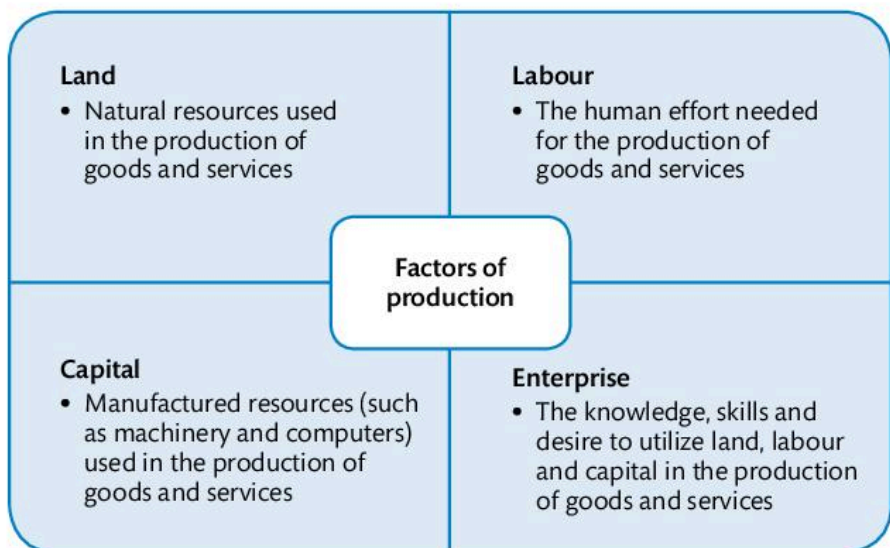 Land
• Natural resources used
in the production of
goods and services
Labour
• The human effort needed
for the production of
goods and services
Factors of
production
Capital
• Manufactured resources (such
as machinery and computers)
used in the production of
goods and services
Enterprise
• The knowledge, skills and
desire to utilize land, labour
and capital in the production
of goods and services